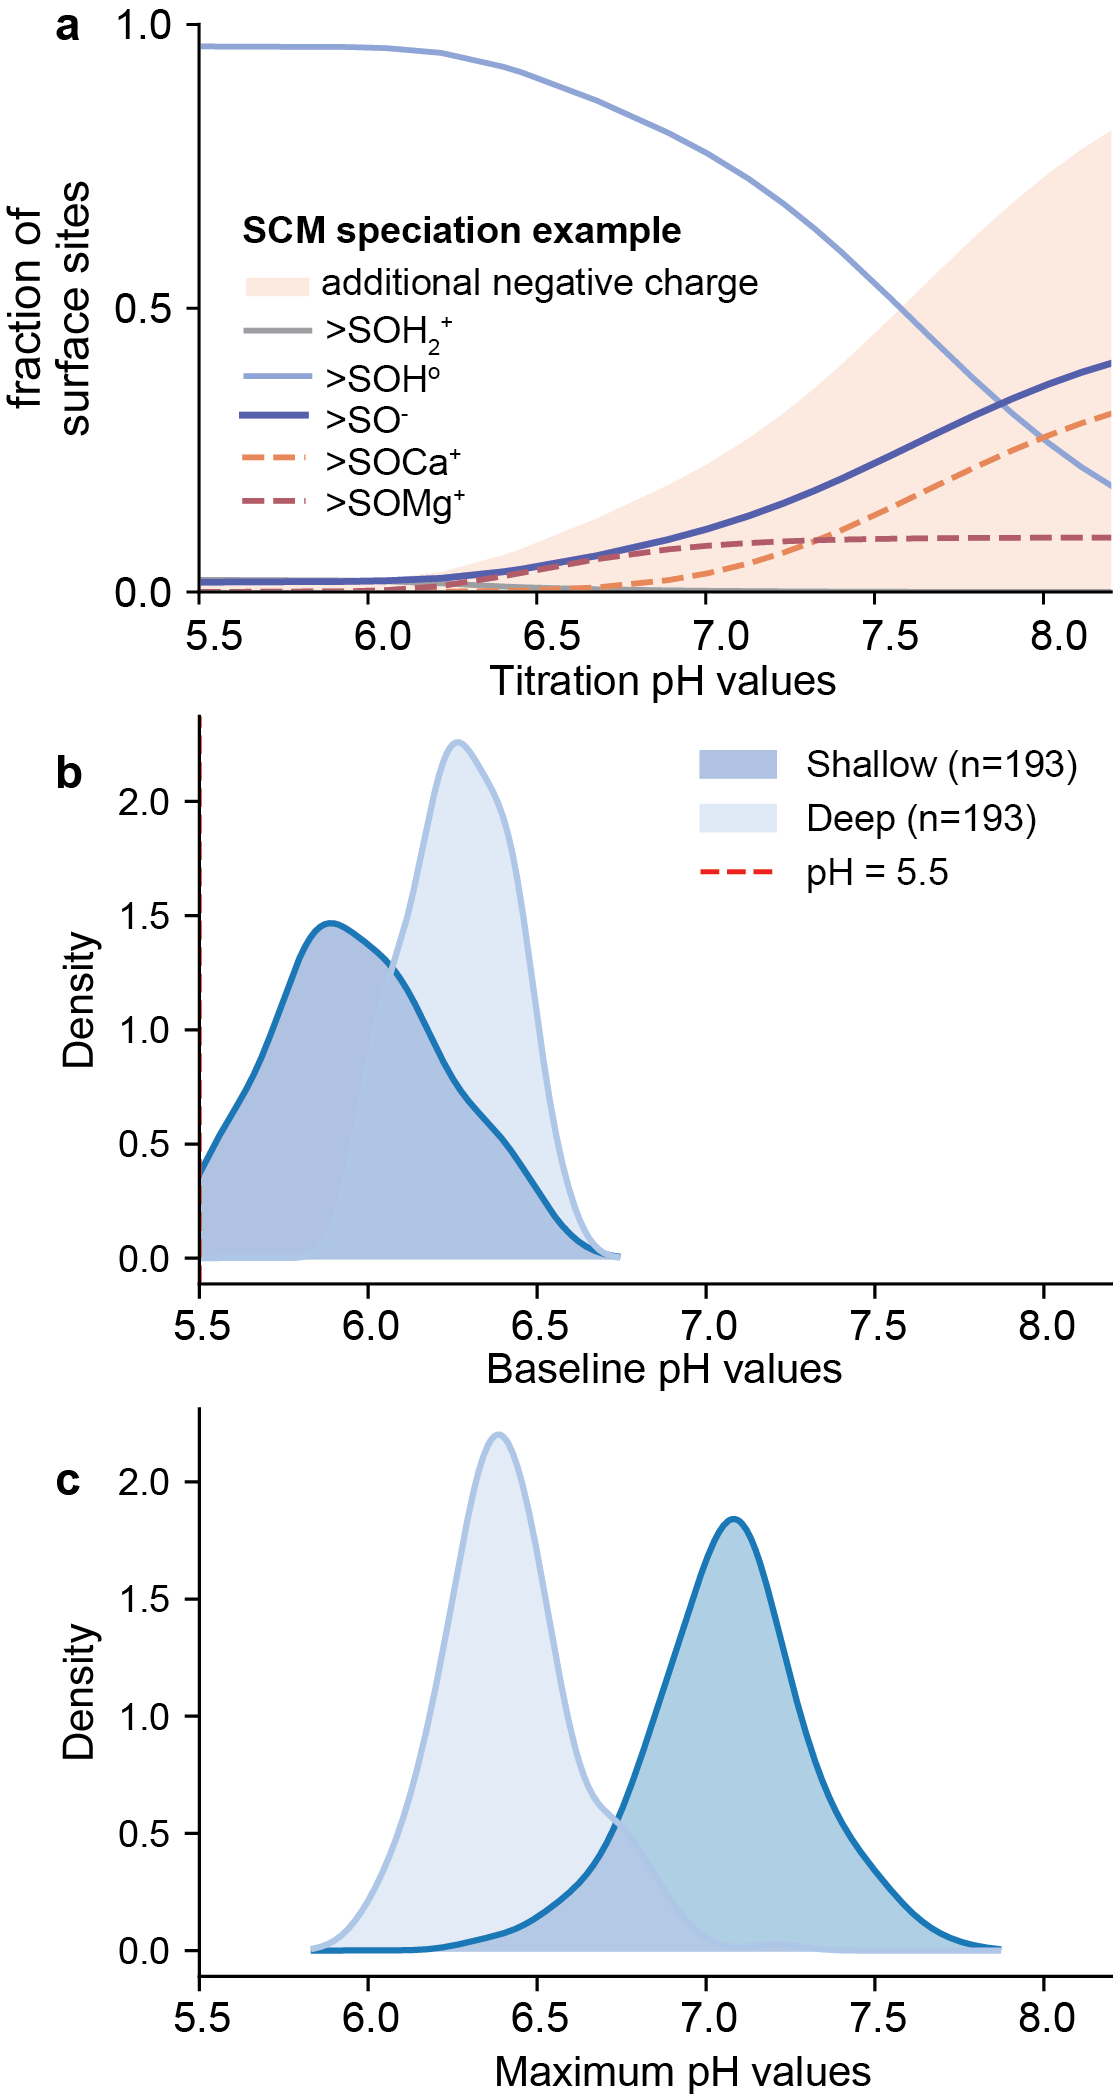 a
1.0
0.5
0.0
fraction of
surface sites
SCM speciation example
additional negative charge
>SOH₂⁺
>SOHº
>SO⁻
>SOCa⁺
>SOMg⁺
5.5 6.0 6.5 7.0 7.5 8.0
Titration pH values
b
2.0
1.5
1.0
0.5
0.0
Density
Shallow (n=193)
Deep (n=193)
pH = 5.5
5.5 6.0 6.5 7.0 7.5 8.0
Baseline pH values
c
2.0
1.5
1.0
0.5
0.0
Density
5.5 6.0 6.5 7.0 7.5 8.0
Maximum pH values